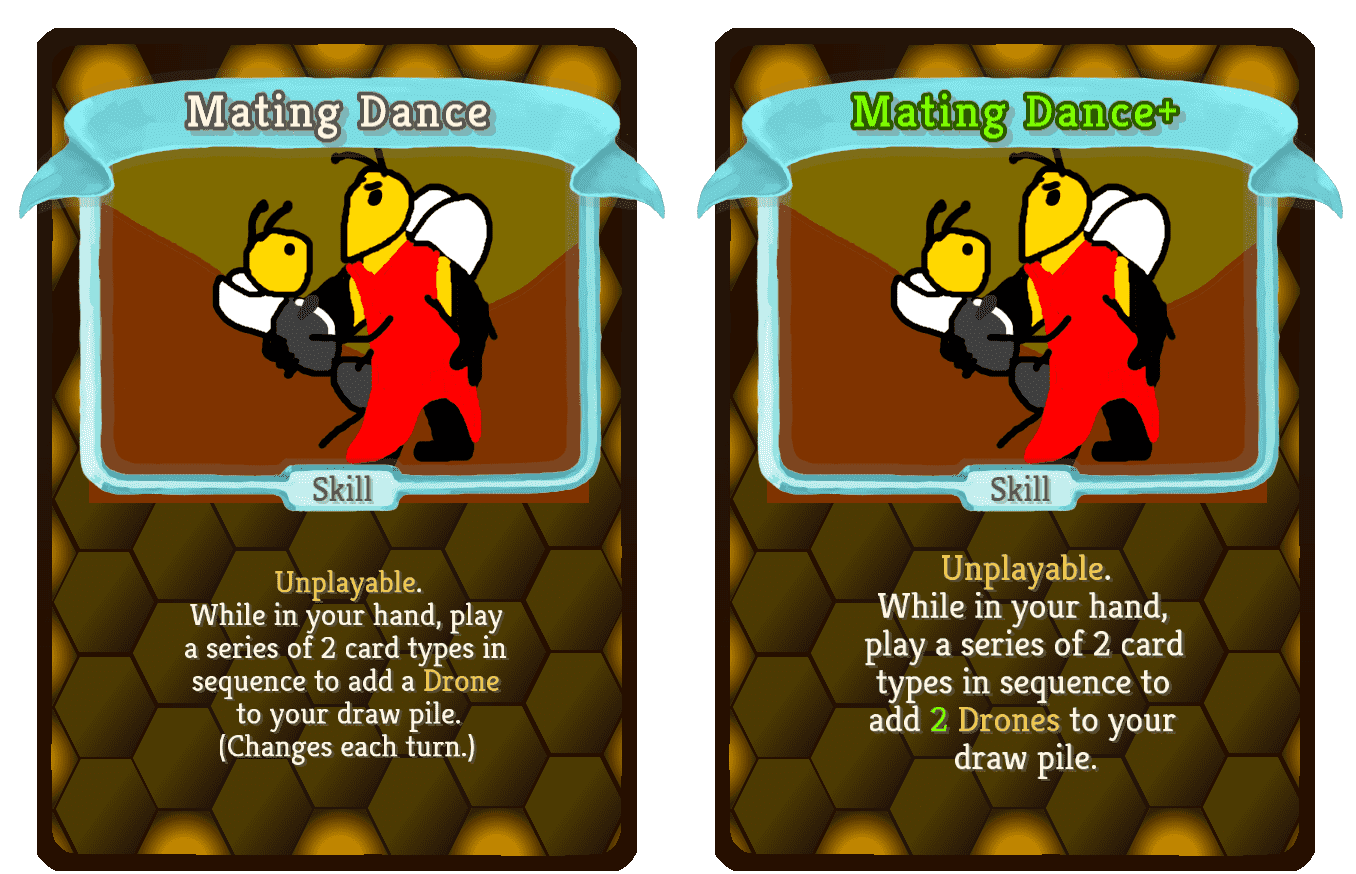 Mating Dance
Skill
Unplayable.
While in your hand, play
a series of 2 card types in
sequence to add a Drone
to your draw pile.
(Changes each turn.)
Mating Dance+
Skill
Unplayable.
While in your hand,
play a series of 2 card
types in sequence to
add 2 Drones to your
draw pile.